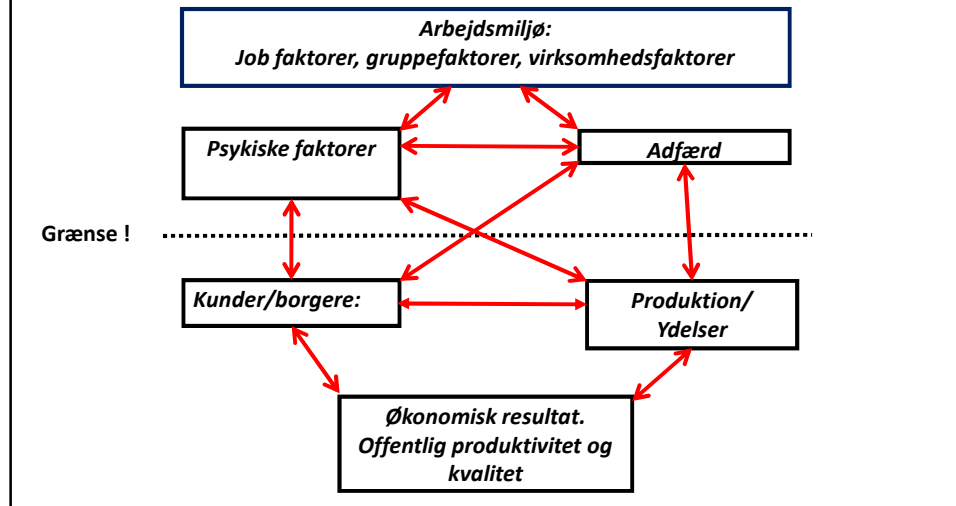 Arbejdsmiljø:
Job faktorer, gruppefaktorer, virksomhedsfaktorer
Psykiske faktorer
Adfærd
Grænse !
Kunder/borgere:
Produktion/
Ydelser
Økonomisk resultat.
Offentlig produktivitet og
kvalitet